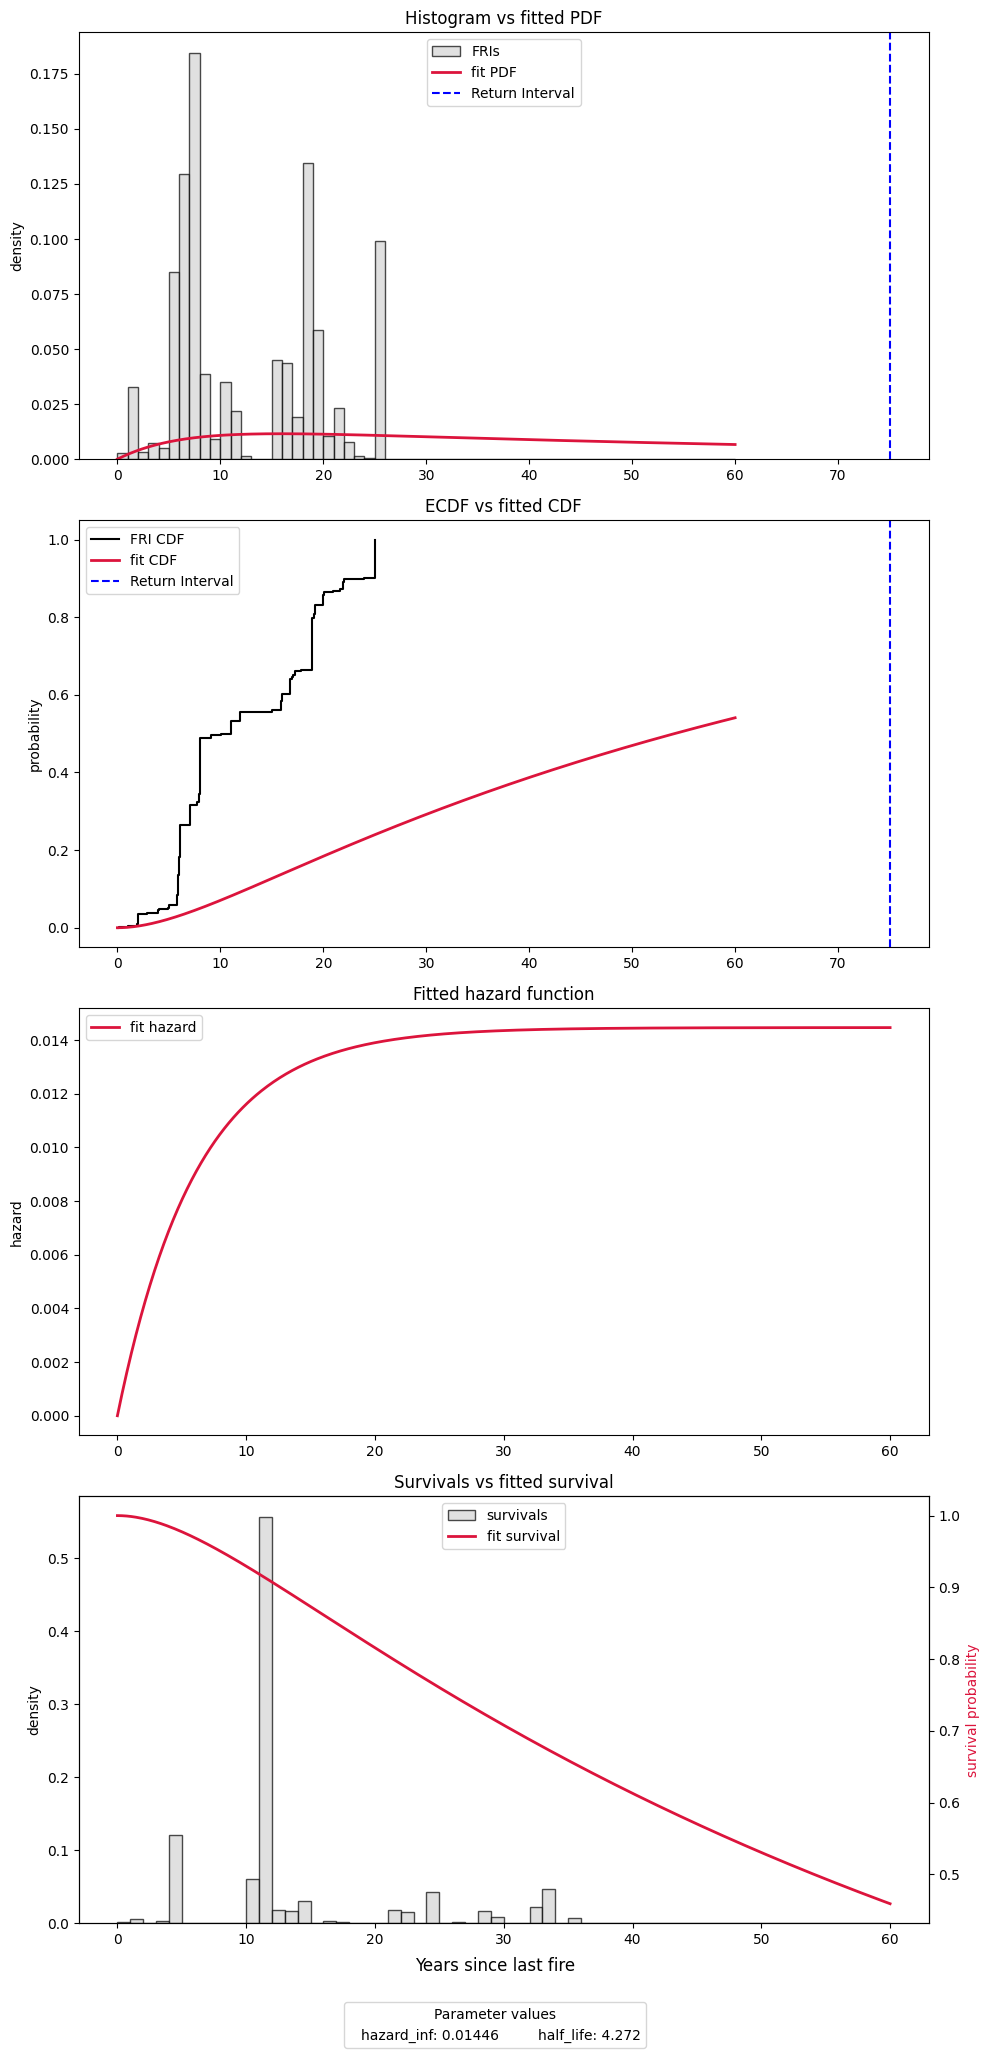 Histogram vs fitted PDF
FRIs
fit PDF
Return Interval
density
0.175
0.150
0.125
0.100
0.075
0.050
0.025
0.000
0 10 20 30 40 50 60 70
ECDF vs fitted CDF
FRI CDF
fit CDF
Return Interval
probability
1.0
0.8
0.6
0.4
0.2
0.0
0 10 20 30 40 50 60 70
Fitted hazard function
fit hazard
hazard
0.014
0.012
0.010
0.008
0.006
0.004
0.002
0.000
0 10 20 30 40 50 60
Survivals vs fitted survival
survivals
fit survival
density
0.5
0.4
0.3
0.2
0.1
0.0
1.0
0.9
0.8
0.7
0.6
0.5
survival probability
0 10 20 30 40 50 60
Years since last fire
Parameter values
hazard_inf: 0.01446 half_life: 4.272